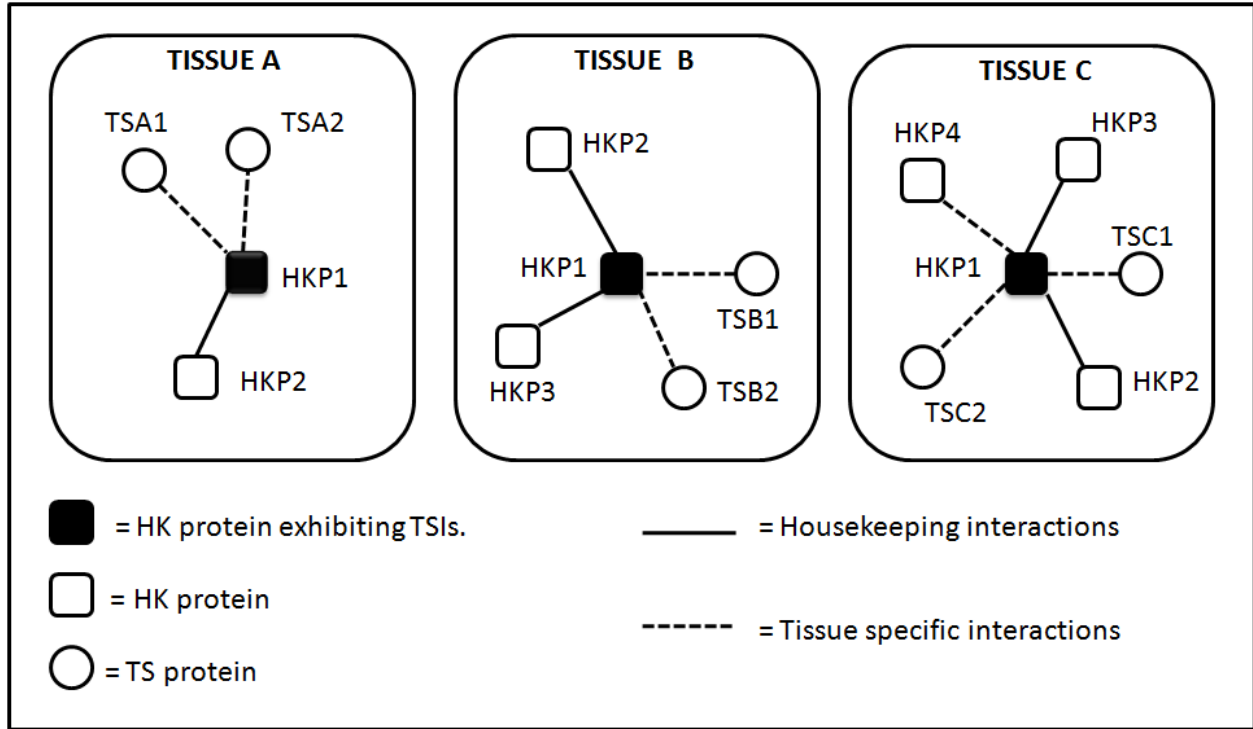 TISSUE A
TSA1
TSA2
HKP1
HKP2
TISSUE B
HKP2
HKP1
TSB1
HKP3
TSB2
TISSUE C
HKP4
HKP3
HKP1
TSC1
TSC2
HKP2
= HK protein exhibiting TSIs.
= HK protein
= TS protein
= Housekeeping interactions
= Tissue specific interactions